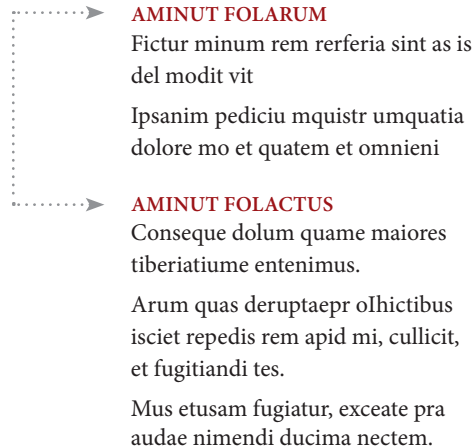 AMINUT FOLARUM
Fictur minum rem rerferia sint as is
del modit vit
Ipsanim pediciu mquistr umquatia
dolore mo et quatem et omnieni
AMINUT FOLACTUS
Conseque dolum quame maiores
tiberiatiume entenimus.
Arum quas deruptaepr oIhictibus
isciet repedis rem apid mi, cullicit,
et fugitiandi tes.
Mus etusam fugiatur, exceate pra
audae nimendi ducima nectem.